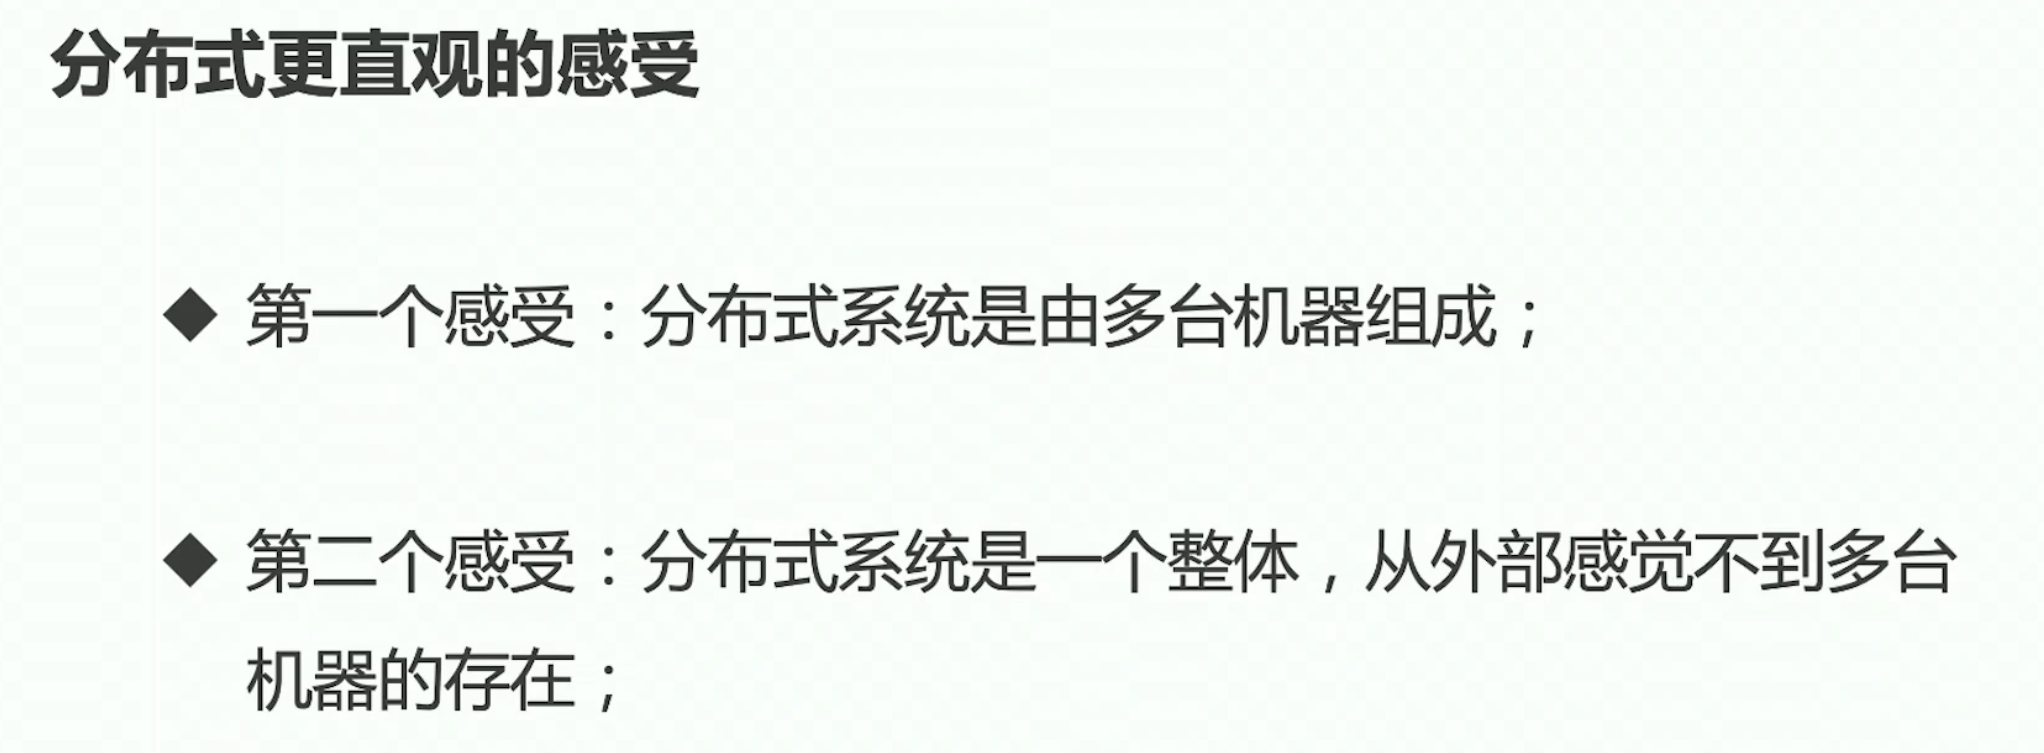 分布式更直观的感受
◆ 第一个感受：分布式系统是由多台机器组成；
◆ 第二个感受：分布式系统是一个整体，从外部感觉不到多台
机器的存在；